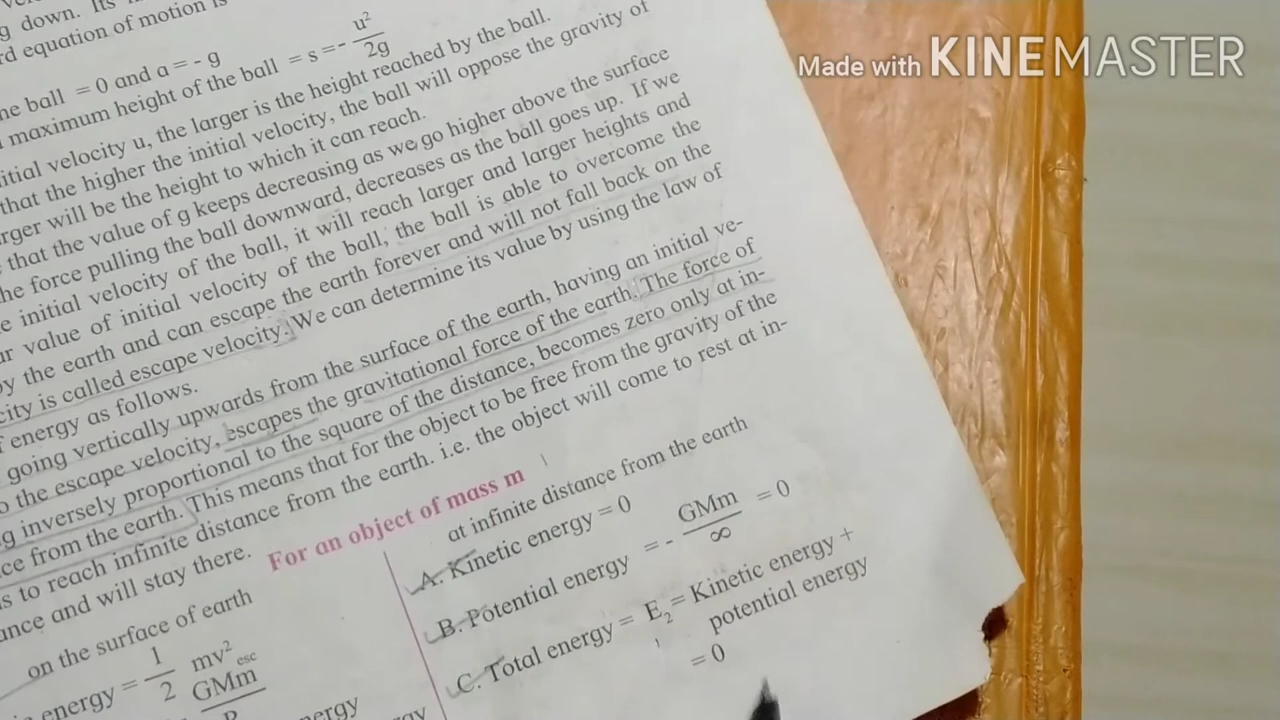 Made with KINEMASTER
g down. Its
rd equation of motion is
ne ball = 0 and a = - g
maximum height of the ball = s = - u² / 2g
itial velocity u, the larger is the height reached by the ball.
that the higher the initial velocity, the ball will oppose the gravity of
rger will be the height to which it can reach.
that the value of g keeps decreasing as we go higher above the surface
he force pulling the ball downward, decreases as the ball goes up. If we
e initial velocity of the ball, it will reach larger and larger heights and
ar value of initial velocity of the ball, the ball is able to overcome the
by the earth and can escape the earth forever and will not fall back on the
city is called escape velocity. We can determine its value by using the law of
f energy as follows.
going vertically upwards from the surface of the earth, having an initial ve-
o the escape velocity, escapes the gravitational force of the earth. The force of
g inversely proportional to the square of the distance, becomes zero only at in-
ce from the earth. This means that for the object to be free from the gravity of the
s to reach infinite distance from the earth. i.e. the object will come to rest at in-
ance and will stay there.
For an object of mass m
on the surface of earth
energy = 1/2 mv²esc
GMm
R
nergy
at infinite distance from the earth
A. Kinetic energy = 0
B. Potential energy = - GMm / ∞ = 0
C. Total energy = E₂ = Kinetic energy +
potential energy
= 0